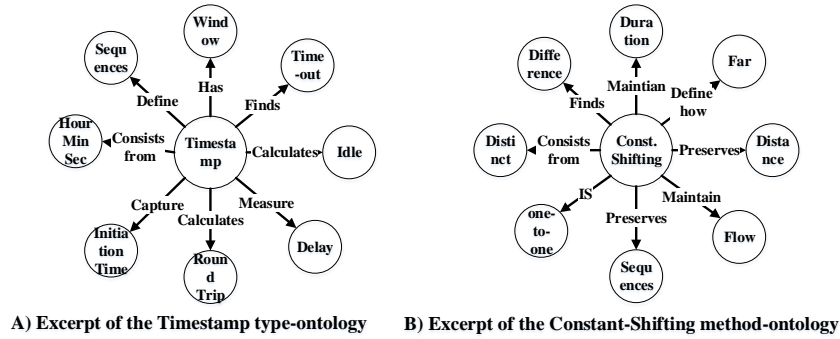 Wind
ow
Sequ
ences
Time
-out
Has
Define
Finds
Hour
Min
Sec
Consists
from
Timesta
mp
Calculates
Idle
Capture
Measure
Calculates
Initia
tion
Time
Roun
d
Trip
Delay
A) Excerpt of the Timestamp type-ontology
Dura
tion
Diffe
rence
Far
Maintian
Define
how
Finds
Disti
nct
Consists
from
Const.
Shifting
Preserves
Dista
nce
IS
Maintain
Preserves
one-
to-
one
Flow
Sequ
ences
B) Excerpt of the Constant-Shifting method-ontology